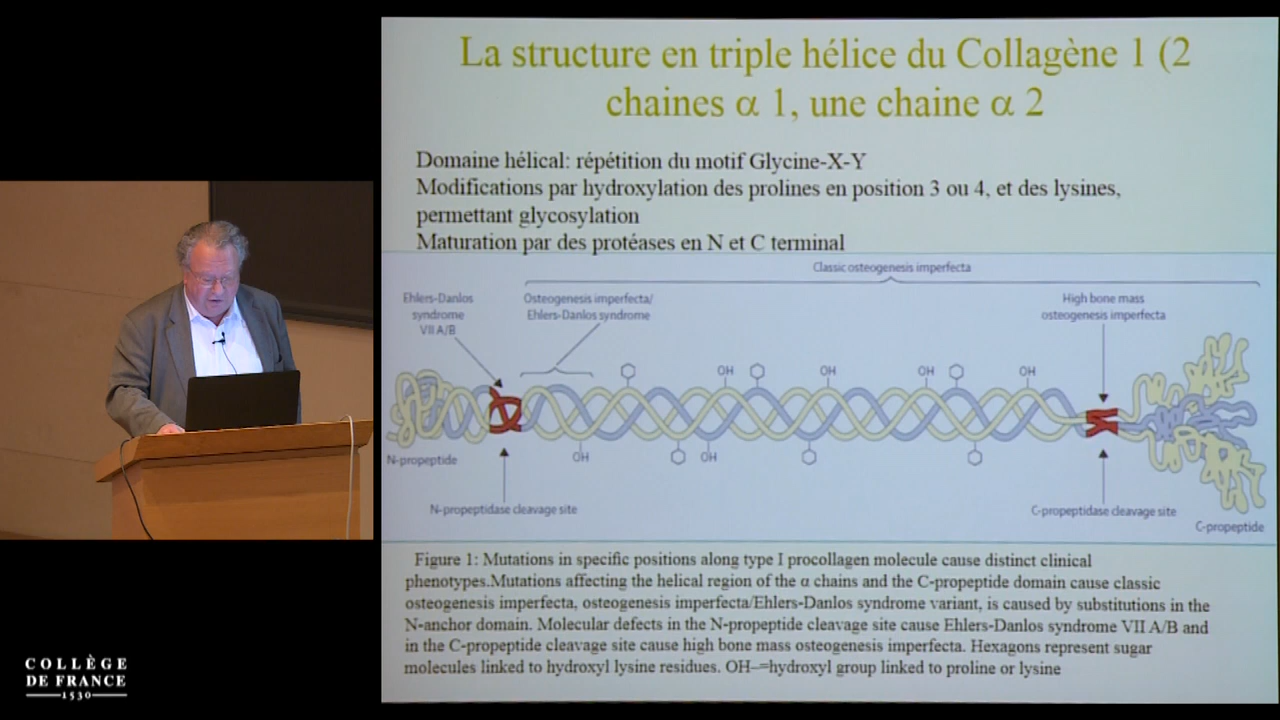 La structure en triple hélice du Collagène 1 (2
chaines α 1, une chaine α 2
Domaine hélical: répétition du motif Glycine-X-Y
Modifications par hydroxylation des prolines en position 3 ou 4, et des lysines,
permettant glycosylation
Maturation par des protéases en N et C terminal
Classic osteogenesis imperfecta
Ehlers-Danlos
syndrome
VII A/B
Osteogenesis imperfecta/
Ehlers-Danlos syndrome
High bone mass
osteogenesis imperfecta
OH
OH
OH
OH
N-propeptide
OH
OH
N-propeptidase cleavage site
C-propeptidase cleavage site
C-propeptide
Figure 1: Mutations in specific positions along type I procollagen molecule cause distinct clinical
phenotypes.Mutations affecting the helical region of the α chains and the C-propeptide domain cause classic
osteogenesis imperfecta, osteogenesis imperfecta/Ehlers-Danlos syndrome variant, is caused by substitutions in the
N-anchor domain. Molecular defects in the N-propeptide cleavage site cause Ehlers-Danlos syndrome VII A/B and
in the C-propeptide cleavage site cause high bone mass osteogenesis imperfecta. Hexagons represent sugar
molecules linked to hydroxyl lysine residues. OH–=hydroxyl group linked to proline or lysine
COLLÈGE
DE FRANCE
1530